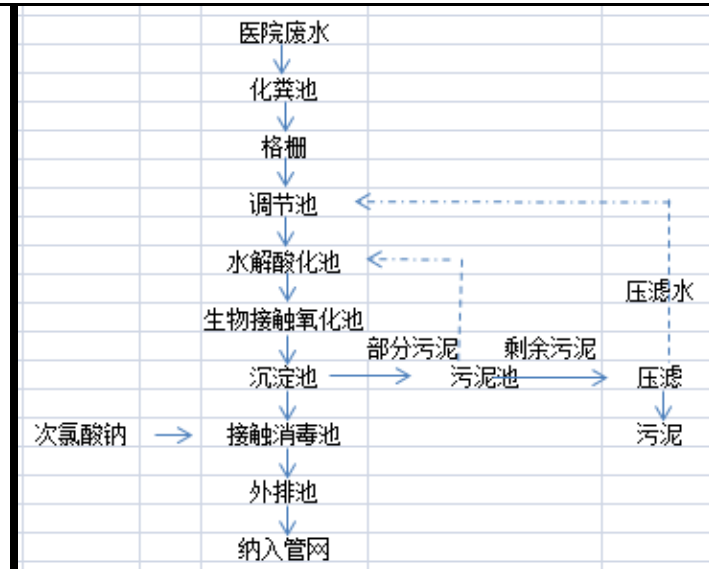 医院废水
化粪池
格栅
调节池
水解酸化池
压滤水
生物接触氧化池
部分污泥
剩余污泥
沉淀池
污泥池
压滤
次氯酸钠
接触消毒池
污泥
外排池
纳入管网